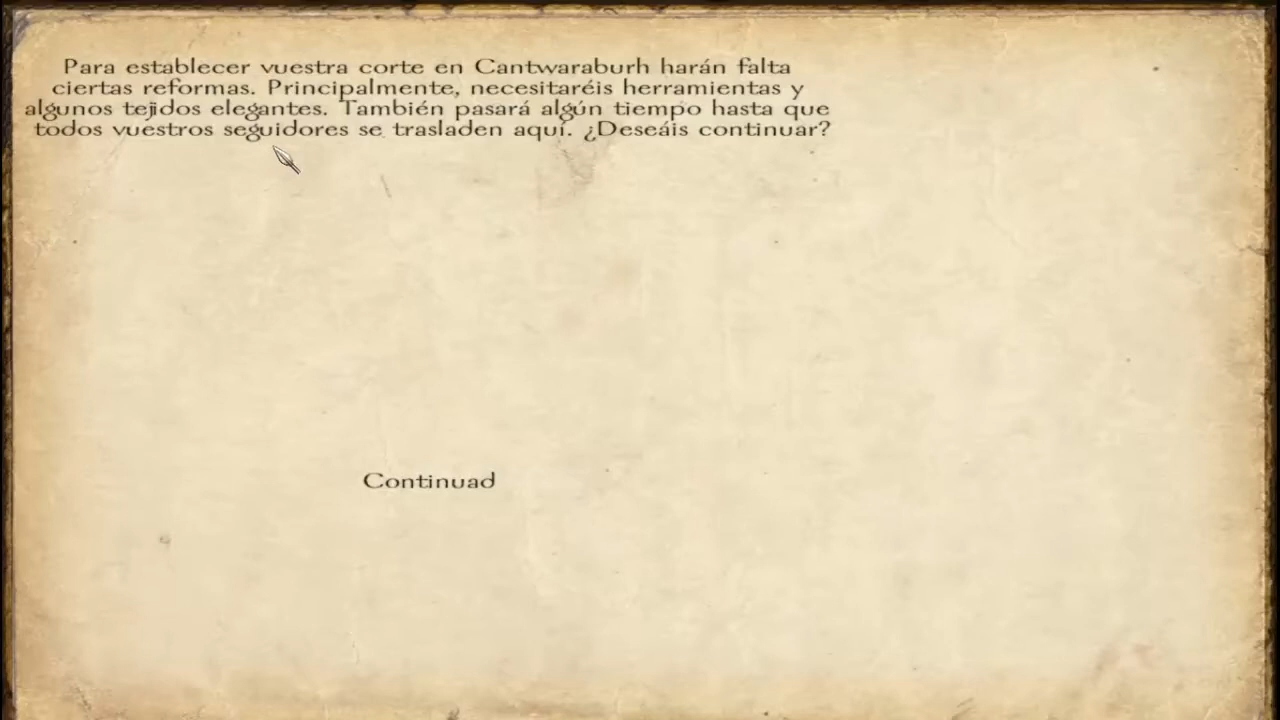 Para establecer vuestra corte en Cantwaraburh harán falta
ciertas reformas. Principalmente, necesitaréis herramientas y
algunos tejidos elegantes. También pasará algún tiempo hasta que
todos vuestros seguidores se trasladen aquí. ¿Deseáis continuar?
Continuad